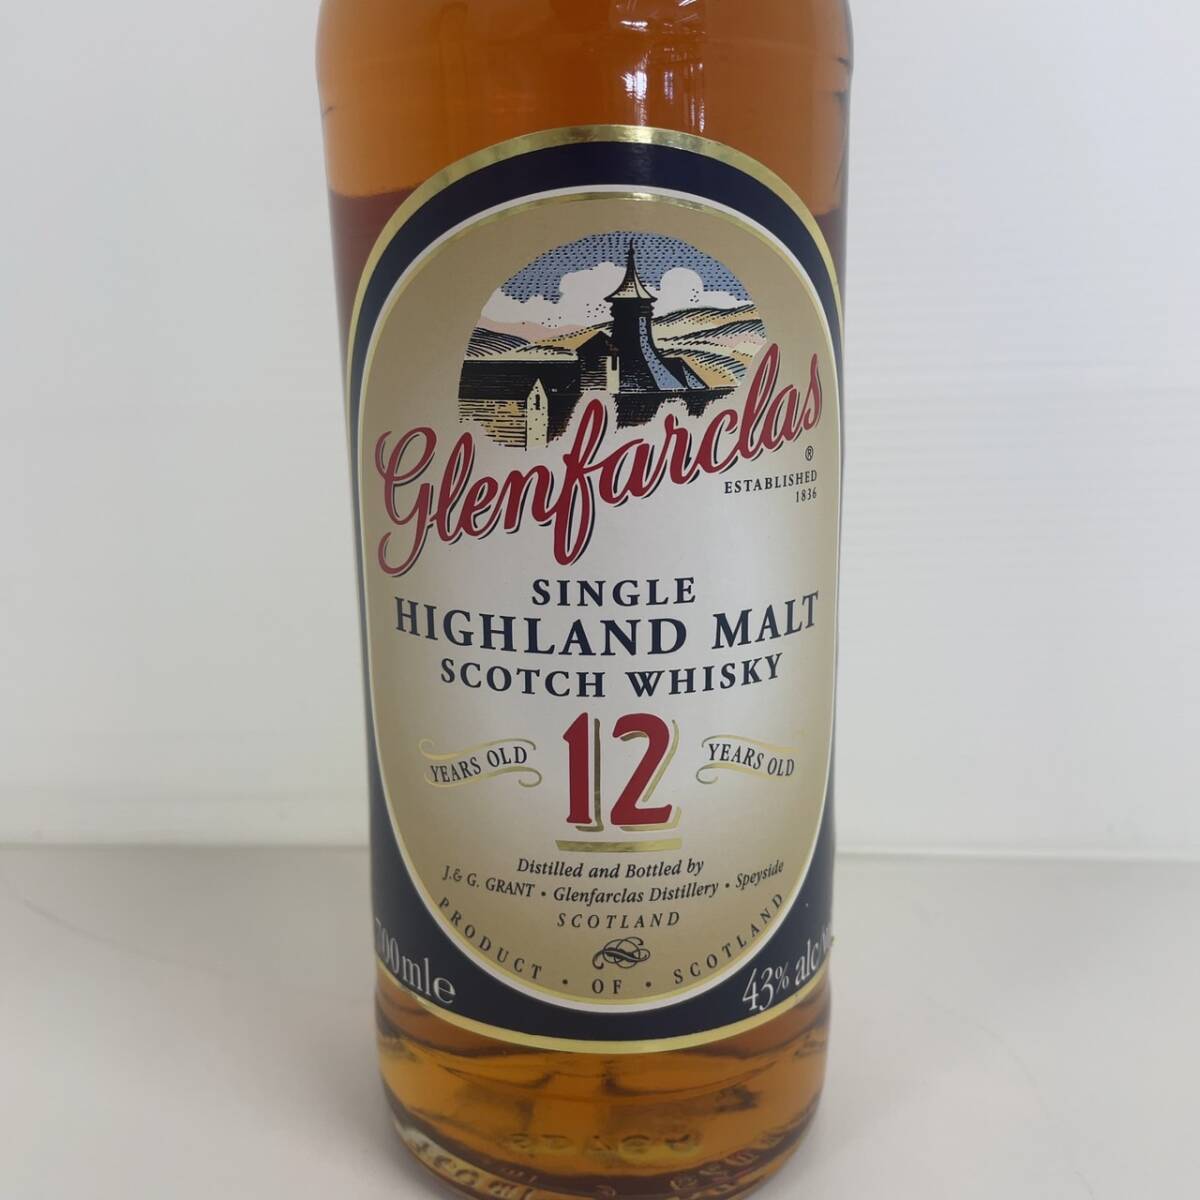 Glenfarclas
®
ESTABLISHED
1836
SINGLE
HIGHLAND MALT
SCOTCH WHISKY
YEARS OLD 12 YEARS OLD
Distilled and Bottled by
J.& G. GRANT • Glenfarclas Distillery • Speyside
SCOTLAND
PRODUCT • OF • SCOTLAND
700mle
43% alc